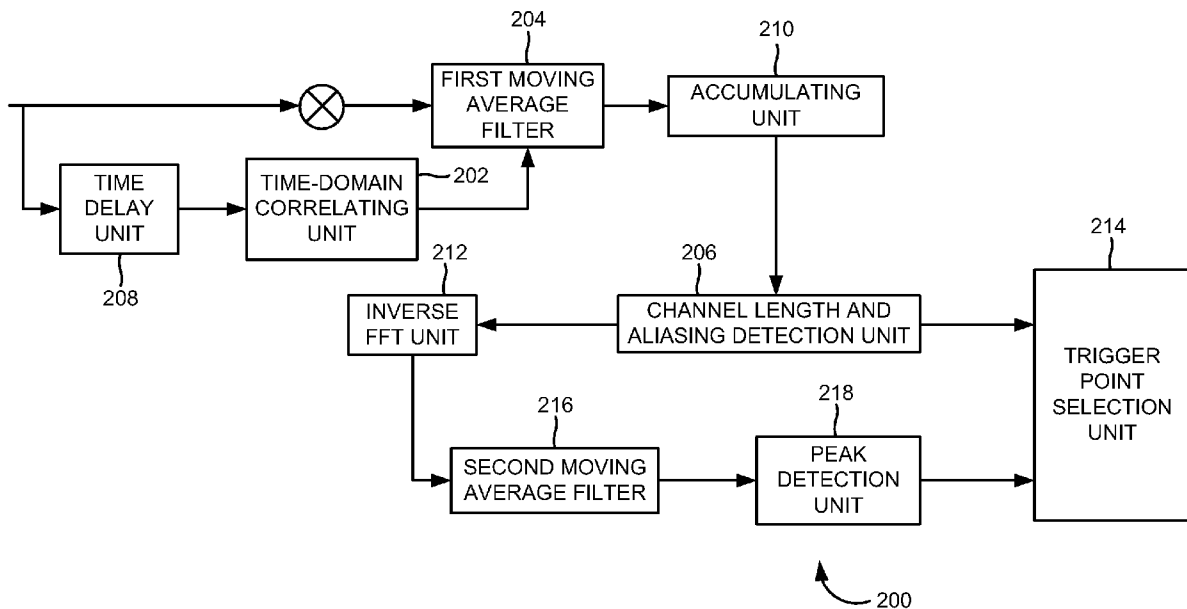 204
FIRST MOVING
AVERAGE
FILTER
210
ACCUMULATING
UNIT
TIME
DELAY
UNIT
208
202
TIME-DOMAIN
CORRELATING
UNIT
212
INVERSE
FFT UNIT
206
CHANNEL LENGTH AND
ALIASING DETECTION UNIT
214
TRIGGER
POINT
SELECTION
UNIT
216
SECOND MOVING
AVERAGE FILTER
218
PEAK
DETECTION
UNIT
200